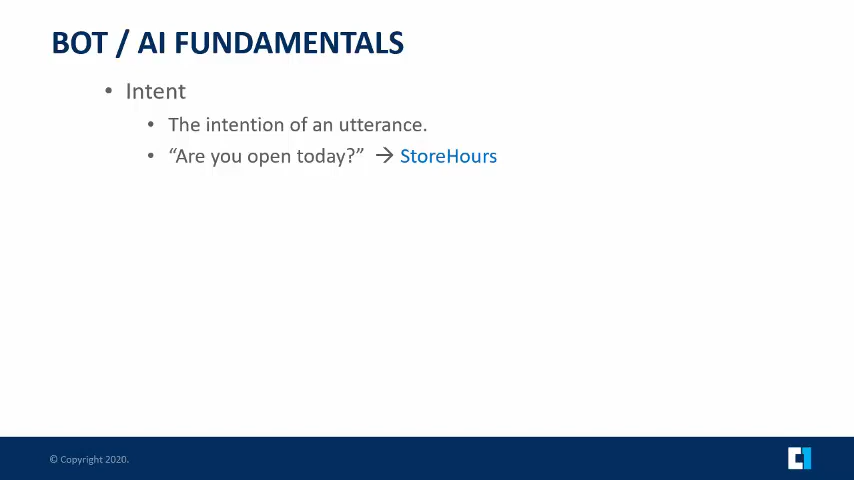 BOT / AI FUNDAMENTALS
• Intent
• The intention of an utterance.
• “Are you open today?” → StoreHours
© Copyright 2020.